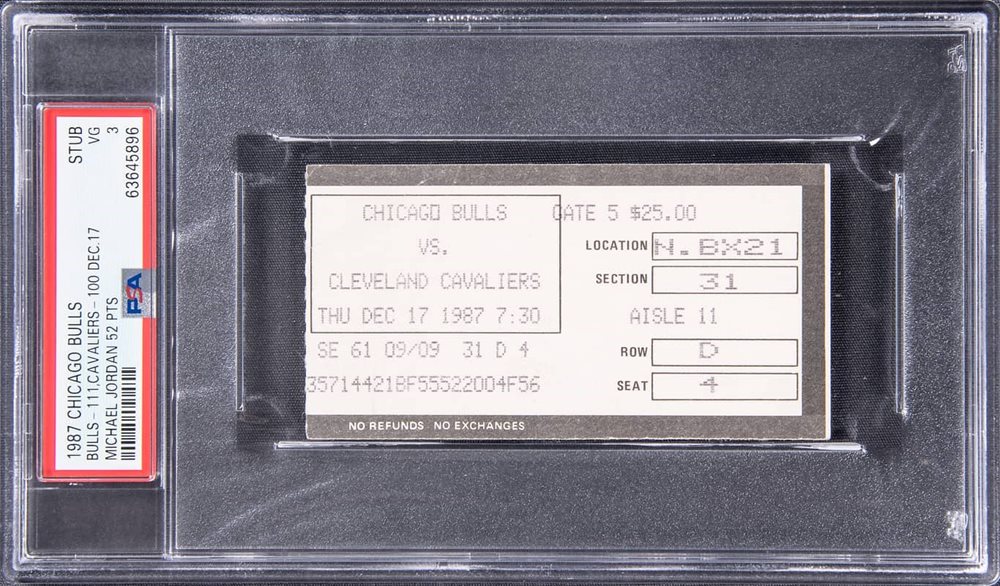 1987 CHICAGO BULLS STUB
BULLS - 111,CAVALIERS - 100 DEC.17 VG
MICHAEL JORDAN 52 PTS 3
63645896
PSA
CHICAGO BULLS
VS.
CLEVELAND CAVALIERS
THU DEC 17 1987 7:30
SE 61 09/09 31 D 4
35714421BF55522004F56
GATE 5 $25.00
LOCATION N. BX21
SECTION 31
AISLE 11
ROW D
SEAT 4
NO REFUNDS NO EXCHANGES